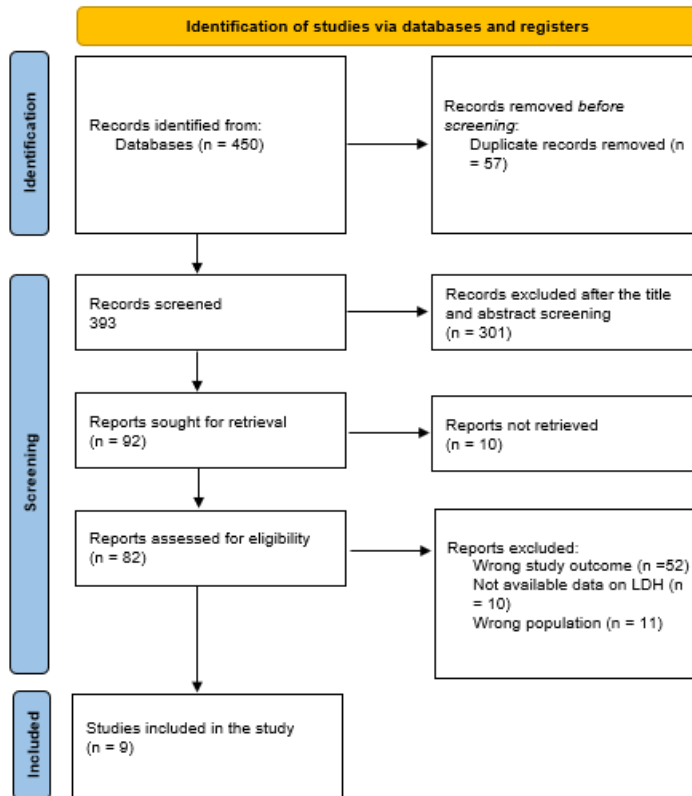 Identification of studies via databases and registers
Identification
Records identified from:
Databases (n = 450)
Records removed before
screening:
Duplicate records removed (n
= 57)
Screening
Records screened
393
Records excluded after the title
and abstract screening
(n = 301)
Reports sought for retrieval
(n = 92)
Reports not retrieved
(n = 10)
Reports assessed for eligibility
(n = 82)
Reports excluded:
Wrong study outcome (n =52)
Not available data on LDH (n
= 10)
Wrong population (n = 11)
Included
Studies included in the study
(n = 9)